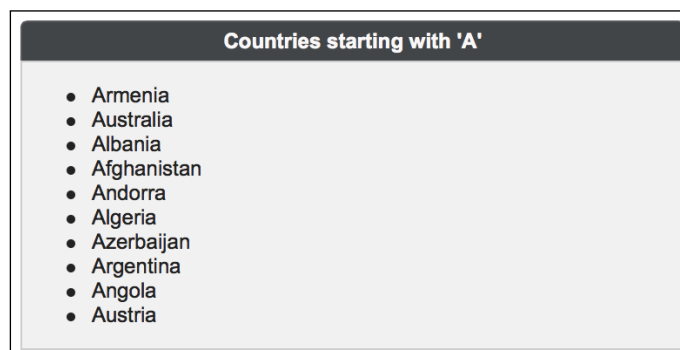 Countries starting with 'A'
• Armenia
• Australia
• Albania
• Afghanistan
• Andorra
• Algeria
• Azerbaijan
• Argentina
• Angola
• Austria